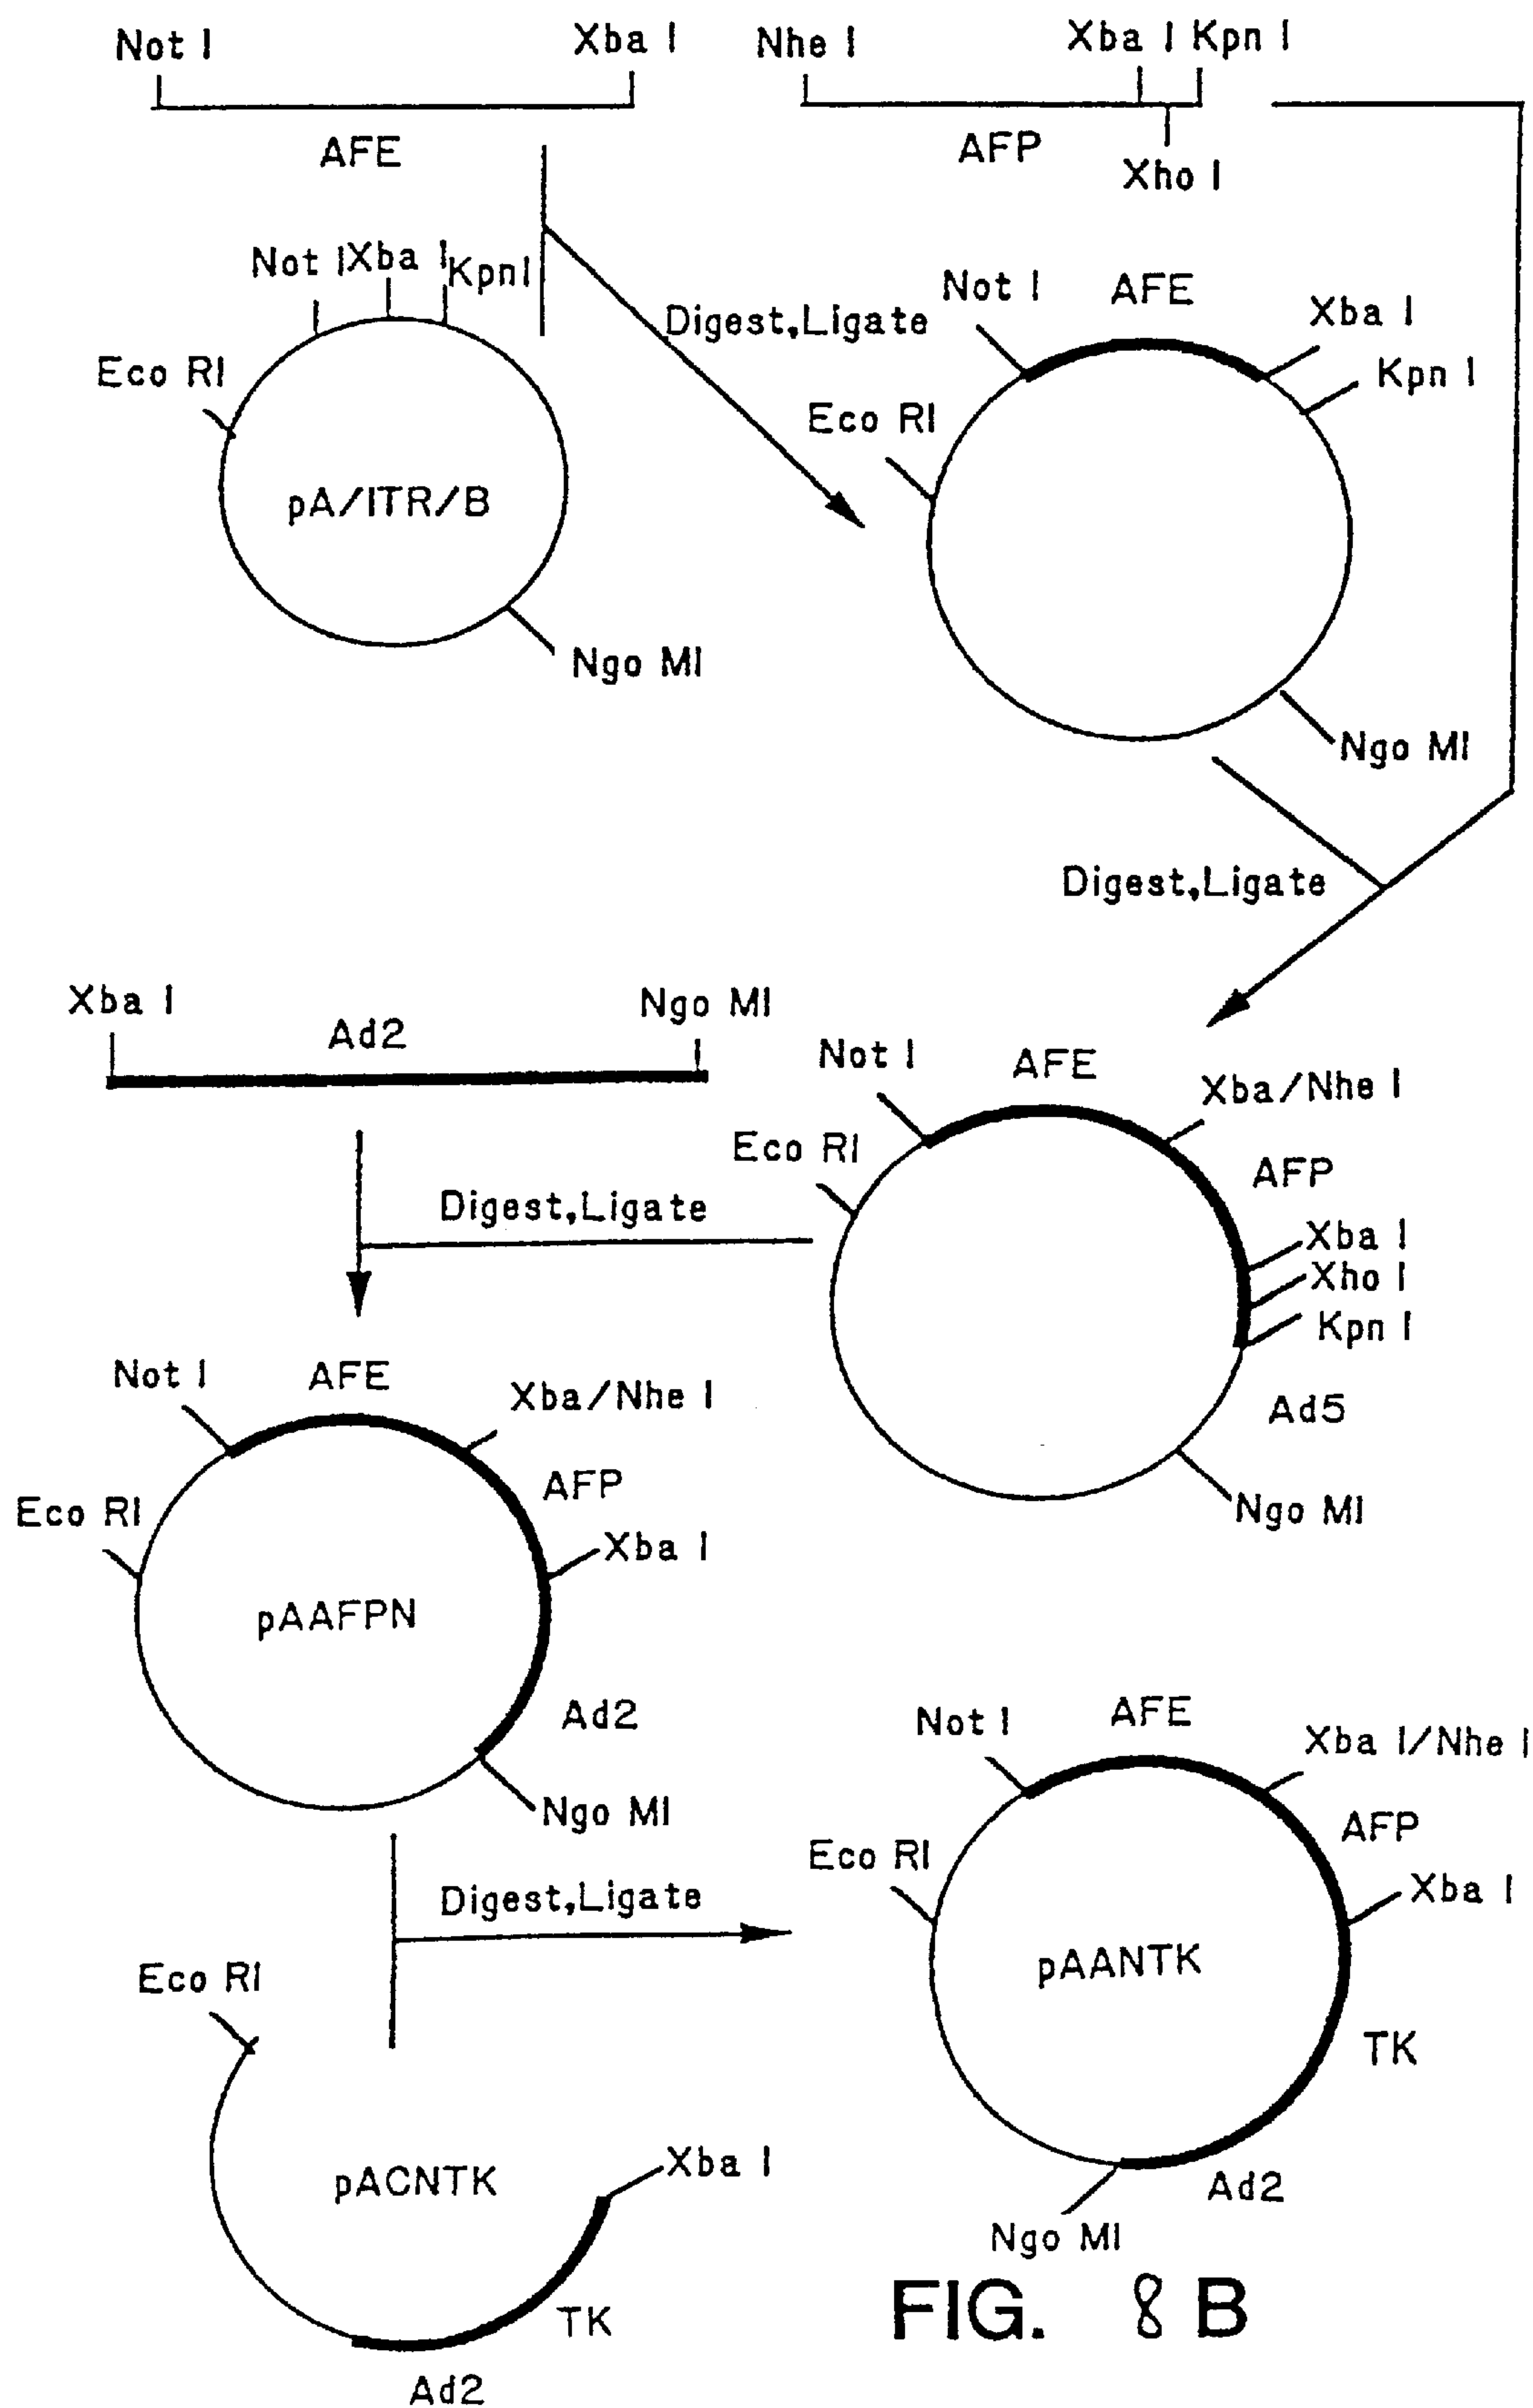 Not I
Xba I
Nhe I
Xba I Kpn I
AFE
AFP
Xho I
Not I Xba I KpnI
Eco RI
pA/ITR/B
Ngo MI
Digest,Ligate
Not I
AFE
Xba I
Kpn I
Eco RI
Ngo MI
Digest,Ligate
Xba I
Ad2
Ngo MI
Not I
AFE
Xba/Nhe I
Eco RI
AFP
Xba I
Xho I
Kpn I
Ad5
Ngo MI
Digest,Ligate
Not I
AFE
Xba/Nhe I
AFP
Eco RI
Xba I
pAAFPN
Ad2
Ngo MI
Digest,Ligate
Not I
AFE
Xba I/Nhe I
AFP
Eco RI
Xba I
pAANTK
TK
Ad2
Ngo MI
Eco RI
pACNTK
Xba I
TK
Ad2
FIG. 8 B